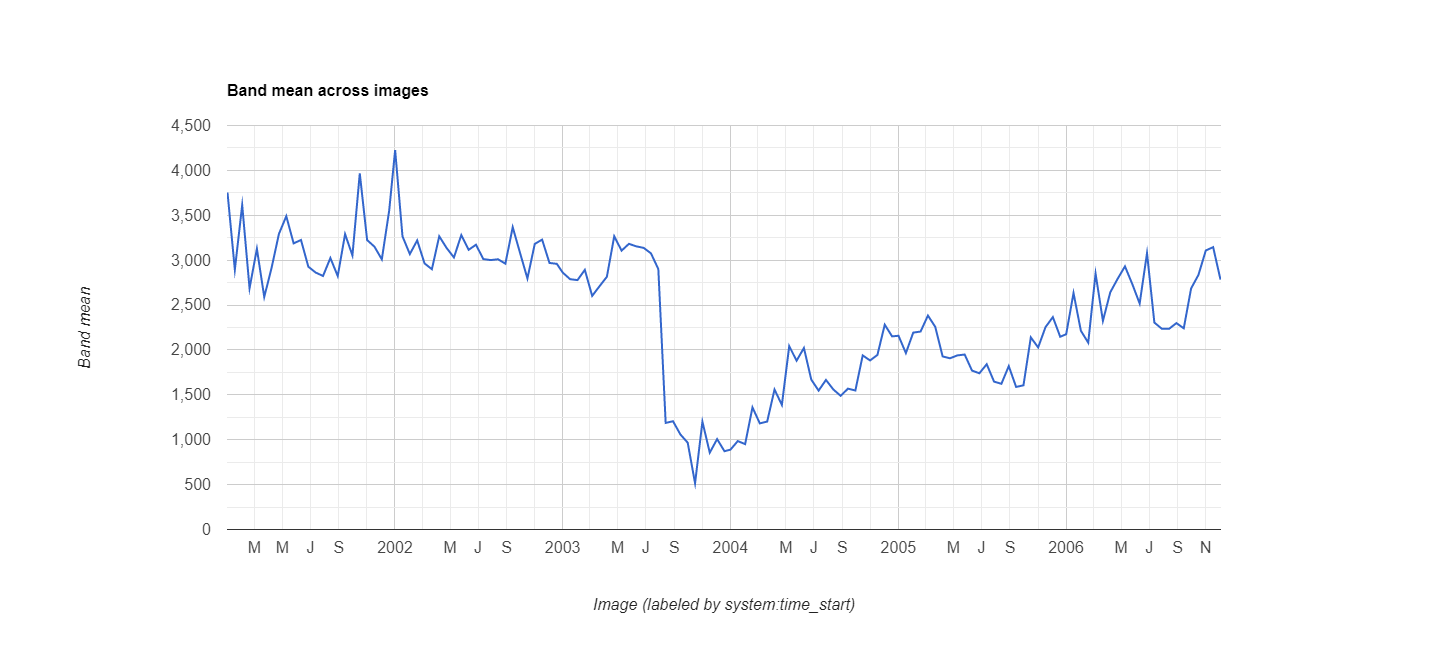 Band mean across images
4,500
4,000
3,500
3,000
2,500
2,000
1,500
1,000
500
0
Band mean
M M J S 2002 M J S 2003 M J S 2004 M J S 2005 M J S 2006 M J S N
Image (labeled by system:time_start)